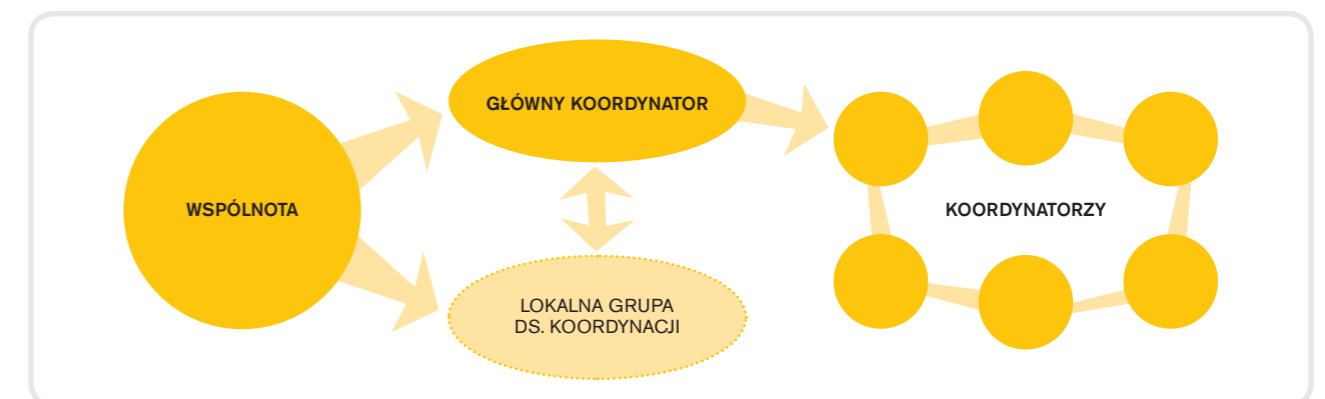 GŁÓWNY KOORDYNATOR
WSPÓLNOTA
KOORDYNATORZY
LOKALNA GRUPA
DS. KOORDYNACJI